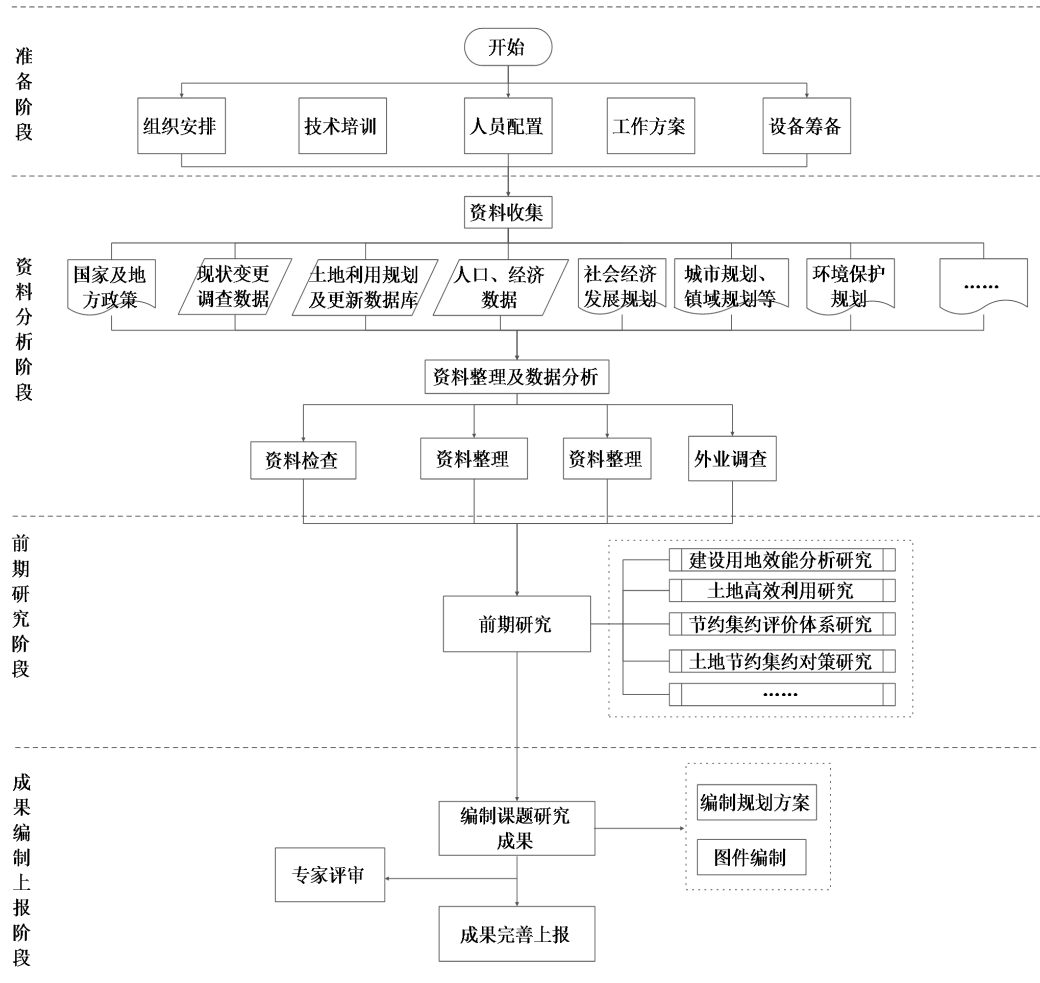 准备阶段
开始
组织安排
技术培训
人员配置
工作方案
设备筹备
资料分析阶段
资料收集
国家及地
方政策
现状变更
调查数据
土地利用规划
及更新数据库
人口、经济
数据
社会经济
发展规划
城市规划、
镇域规划等
环境保护
规划
……
资料整理及数据分析
资料检查
资料整理
资料整理
外业调查
前期研究阶段
前期研究
建设用地效能分析研究
土地高效利用研究
节约集约评价体系研究
土地节约集约对策研究
……
成果编制上报阶段
编制课题研究
成果
编制规划方案
图件编制
专家评审
成果完善上报